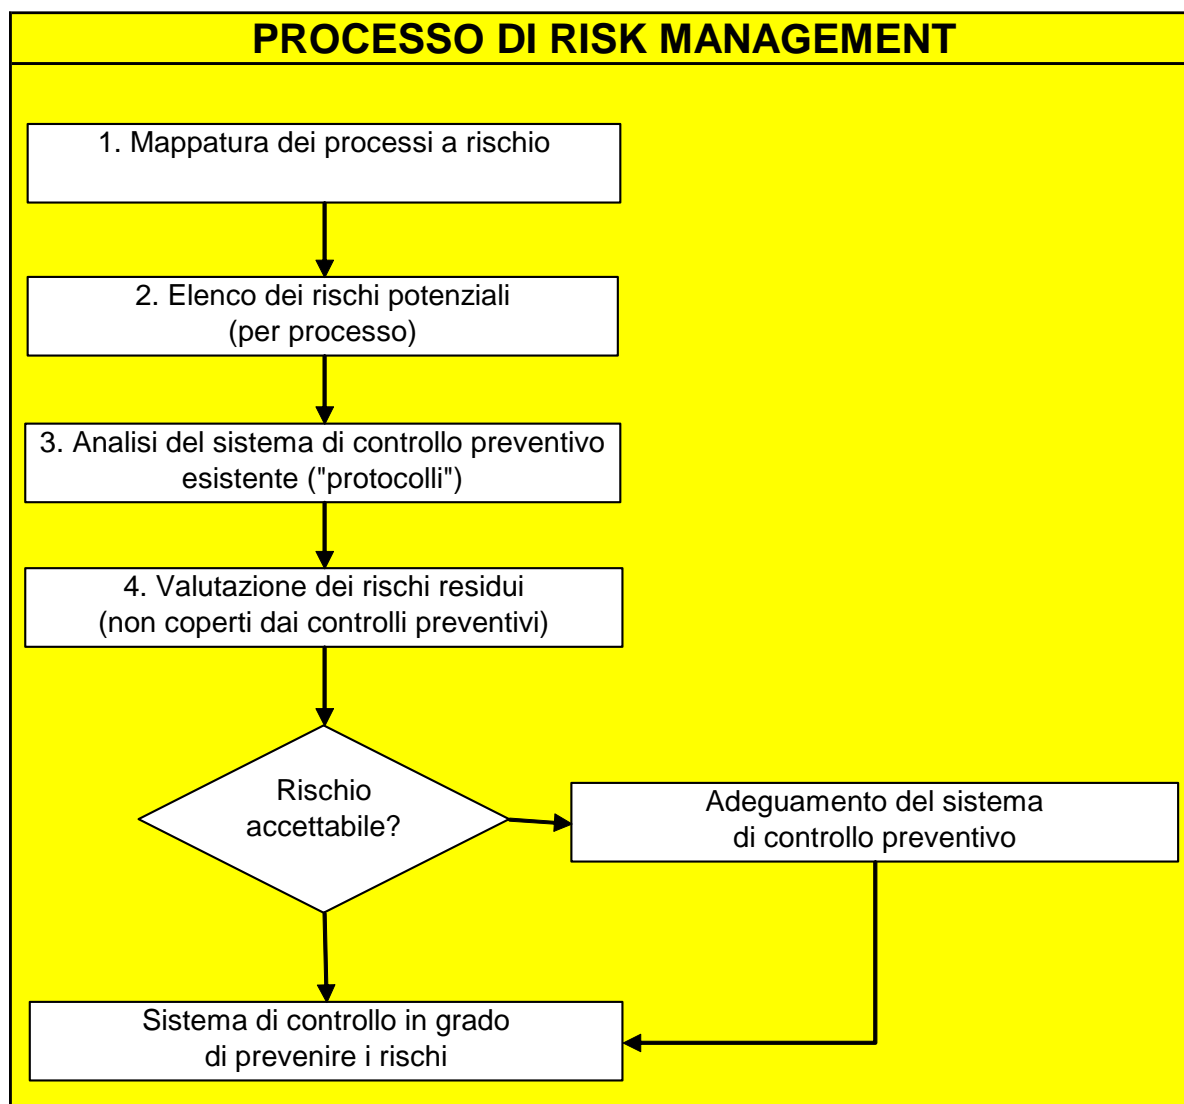 PROCESSO DI RISK MANAGEMENT
1. Mappatura dei processi a rischio
2. Elenco dei rischi potenziali
(per processo)
3. Analisi del sistema di controllo preventivo
esistente ("protocolli")
4. Valutazione dei rischi residui
(non coperti dai controlli preventivi)
Rischio
accettabile?
Adeguamento del sistema
di controllo preventivo
Sistema di controllo in grado
di prevenire i rischi